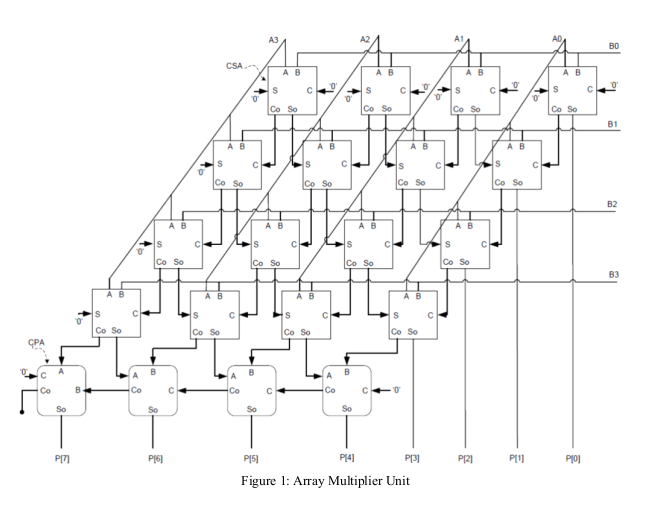 A3 A2 A1 A0 B0
CSA
A B A B A B A B
S C '0' S C '0' S C '0' S C '0'
'0' '0' '0' '0'
Co So Co So Co So Co So
B1
A B A B A B A B
S C S C S C S C
'0'
Co So Co So Co So Co So
B2
A B A B A B A B
S C S C S C S C
'0'
Co So Co So Co So Co So
B3
A B A B A B A B
S C S C S C S C
'0'
Co So Co So Co So Co So
CPA
'0' C A A B A B A B
Co B Co C Co C Co C '0'
So So So So
P[7] P[6] P[5] P[4] P[3] P[2] P[1] P[0]
Figure 1: Array Multiplier Unit